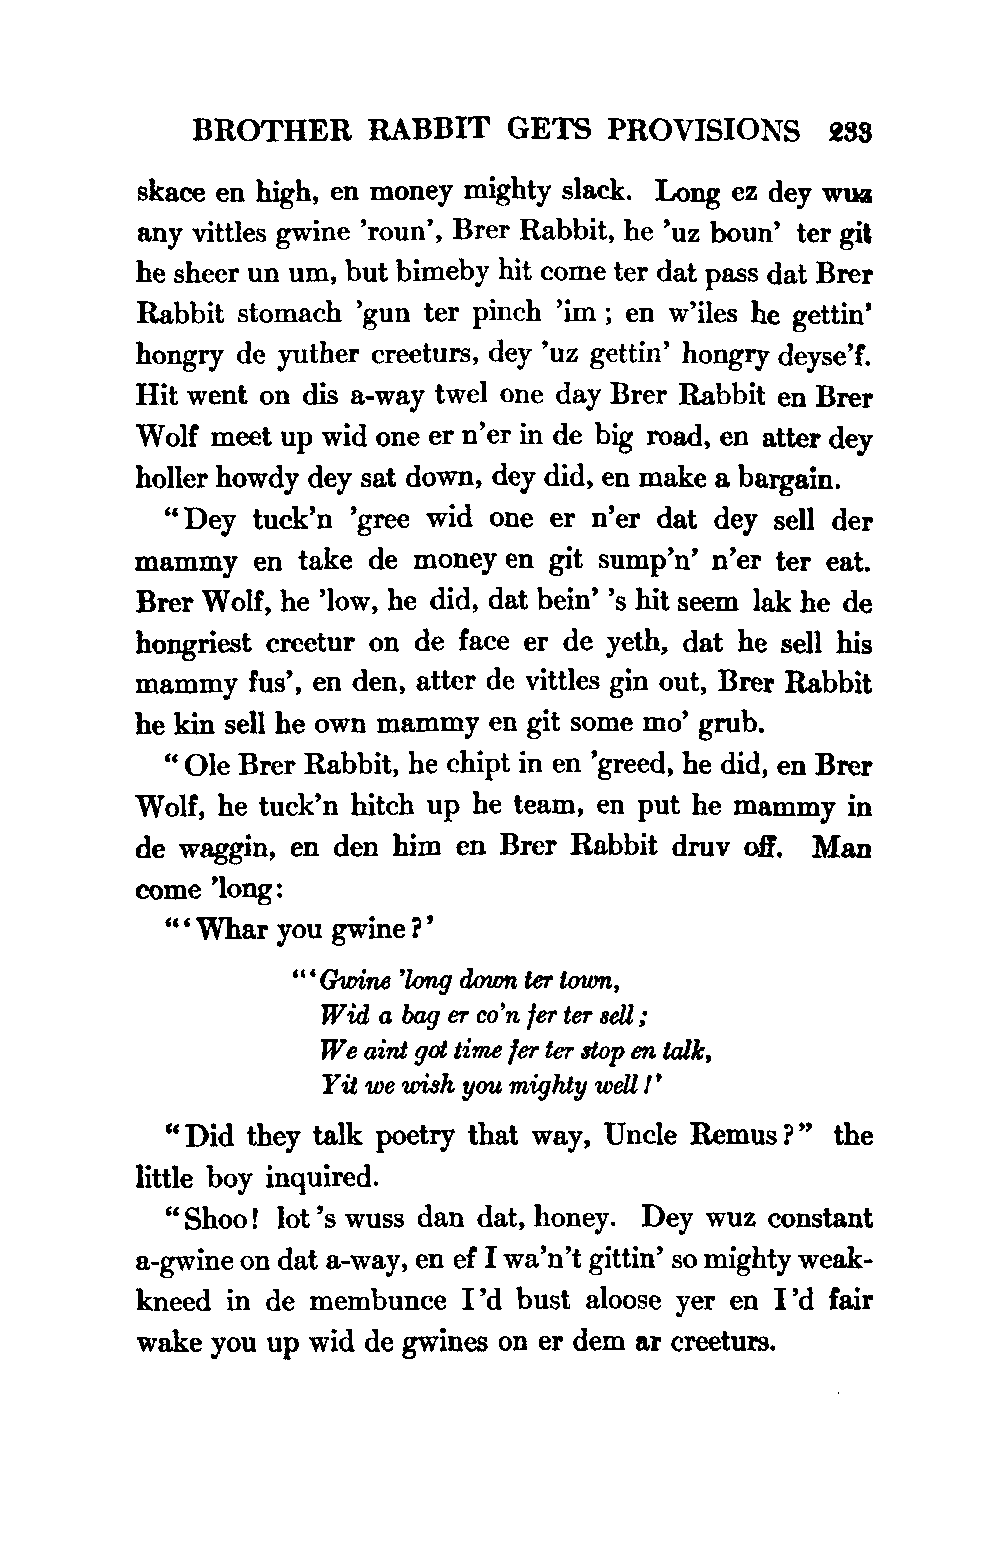 BROTHER RABBIT GETS PROVISIONS 233
skace en high, en money mighty slack. Long ez dey wuz
any vittles gwine 'roun', Brer Rabbit, he 'uz boun' ter git
he sheer un um, but bimeby hit come ter dat pass dat Brer
Rabbit stomach 'gun ter pinch 'im ; en w'iles he gettin'
hongry de yuther creeturs, dey 'uz gettin' hongry deyse'f.
Hit went on dis a-way twel one day Brer Rabbit en Brer
Wolf meet up wid one er n'er in de big road, en atter dey
holler howdy dey sat down, dey did, en make a bargain.
"Dey tuck'n 'gree wid one er n'er dat dey sell der
mammy en take de money en git sump'n' n'er ter eat.
Brer Wolf, he 'low, he did, dat bein' 's hit seem lak he de
hongriest creetur on de face er de yeth, dat he sell his
mammy fus', en den, atter de vittles gin out, Brer Rabbit
he kin sell he own mammy en git some mo' grub.
"Ole Brer Rabbit, he chipt in en 'greed, he did, en Brer
Wolf, he tuck'n hitch up he team, en put he mammy in
de waggin, en den him en Brer Rabbit druv off. Man
come 'long:
"'Whar you gwine?'
"'Gwine 'long down ter town,
Wid a bag er co'n fer ter sell;
We aint got time fer ter stop en talk,
Yit we wish you mighty well!'
"Did they talk poetry that way, Uncle Remus?" the
little boy inquired.
"Shoo! lot 's wuss dan dat, honey. Dey wuz constant
a-gwine on dat a-way, en ef I wa'n't gittin' so mighty weak-
kneed in de membunce I 'd bust aloose yer en I 'd fair
wake you up wid de gwines on er dem ar creeturs.